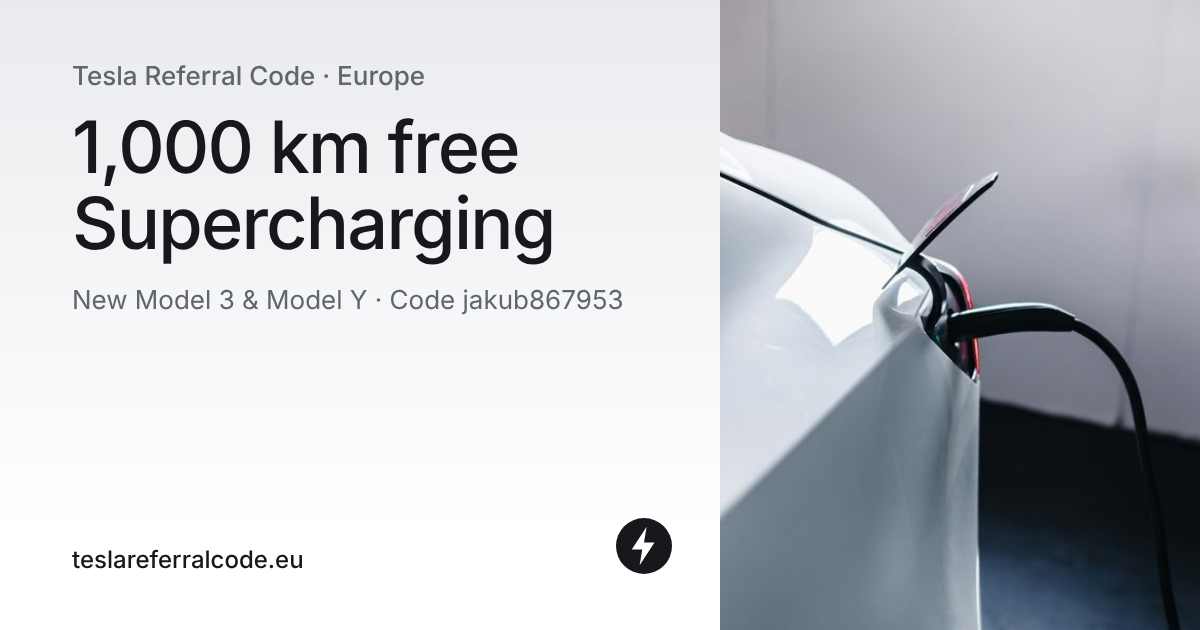 Tesla Referral Code · Europe
1,000 km free
Supercharging
New Model 3 & Model Y · Code jakub867953
teslareferralcode.eu